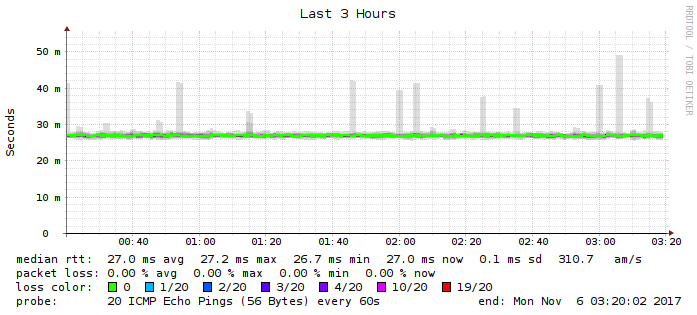 Last 3 Hours
RRDTOOL / TOBI OETIKER
Seconds
50 m
40 m
30 m
20 m
10 m
0
00:40 01:00 01:20 01:40 02:00 02:20 02:40 03:00 03:20
median rtt: 27.0 ms avg 27.2 ms max 26.7 ms min 27.0 ms now 0.1 ms sd 310.7 am/s
packet loss: 0.00 % avg 0.00 % max 0.00 % min 0.00 % now
loss color: 0 1/20 2/20 3/20 4/20 10/20 19/20
probe: 20 ICMP Echo Pings (56 Bytes) every 60s end: Mon Nov 6 03:20:02 2017